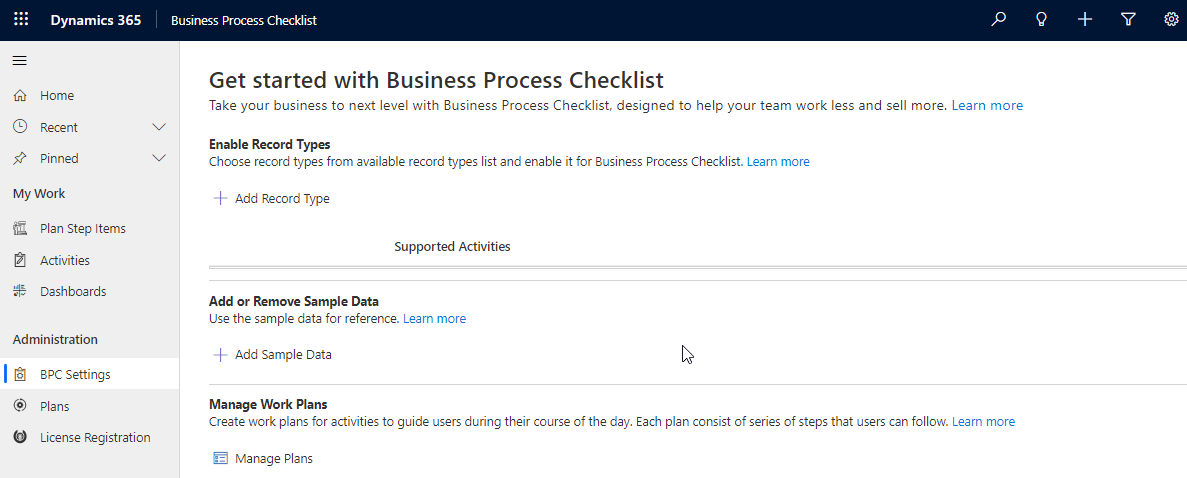 Dynamics 365 Business Process Checklist
Home
Recent
Pinned
My Work
Plan Step Items
Activities
Dashboards
Administration
BPC Settings
Plans
License Registration
Get started with Business Process Checklist
Take your business to next level with Business Process Checklist, designed to help your team work less and sell more. Learn more
Enable Record Types
Choose record types from available record types list and enable it for Business Process Checklist. Learn more
Add Record Type
Supported Activities
Add or Remove Sample Data
Use the sample data for reference. Learn more
Add Sample Data
Manage Work Plans
Create work plans for activities to guide users during their course of the day. Each plan consist of series of steps that users can follow. Learn more
Manage Plans